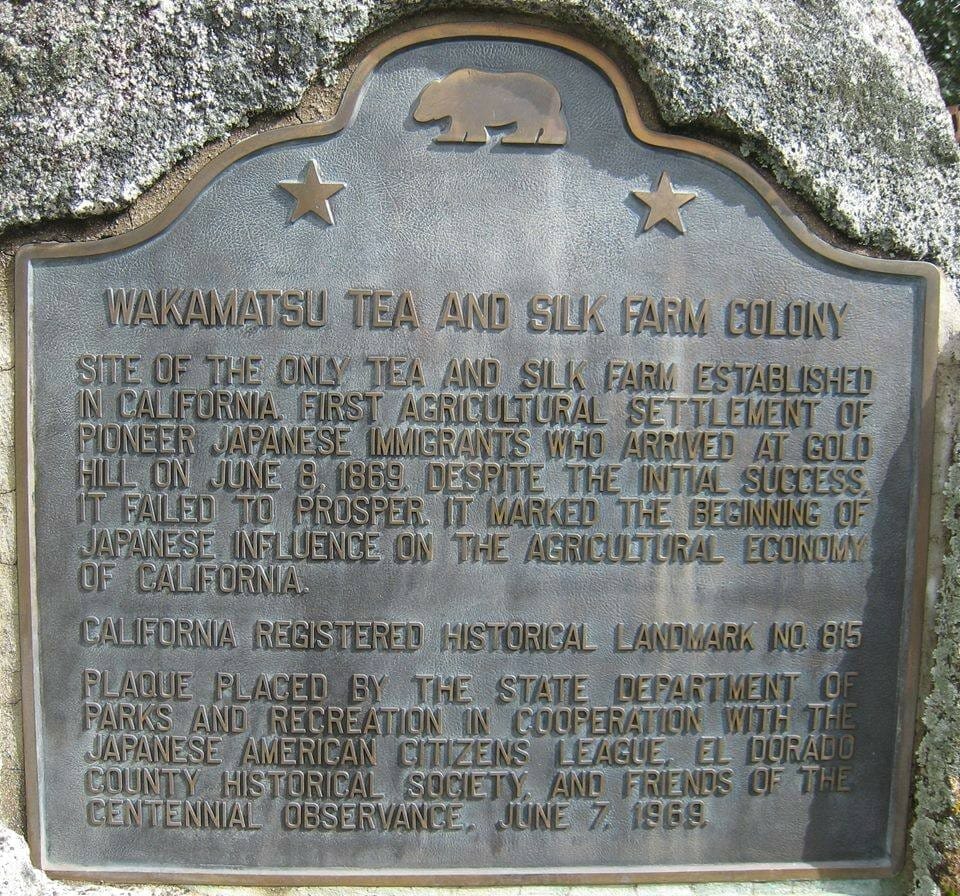 WAKAMATSU TEA AND SILK FARM COLONY
SITE OF THE ONLY TEA AND SILK FARM ESTABLISHED
IN CALIFORNIA. FIRST AGRICULTURAL SETTLEMENT OF
PIONEER JAPANESE IMMIGRANTS WHO ARRIVED AT GOLD
HILL ON JUNE 8, 1869. DESPITE THE INITIAL SUCCESS,
IT FAILED TO PROSPER. IT MARKED THE BEGINNING OF
JAPANESE INFLUENCE ON THE AGRICULTURAL ECONOMY
OF CALIFORNIA.
CALIFORNIA REGISTERED HISTORICAL LANDMARK NO. 815
PLAQUE PLACED BY THE STATE DEPARTMENT OF
PARKS AND RECREATION IN COOPERATION WITH THE
JAPANESE AMERICAN CITIZENS LEAGUE, EL DORADO
COUNTY HISTORICAL SOCIETY, AND FRIENDS OF THE
CENTENNIAL OBSERVANCE, JUNE 7, 1969.